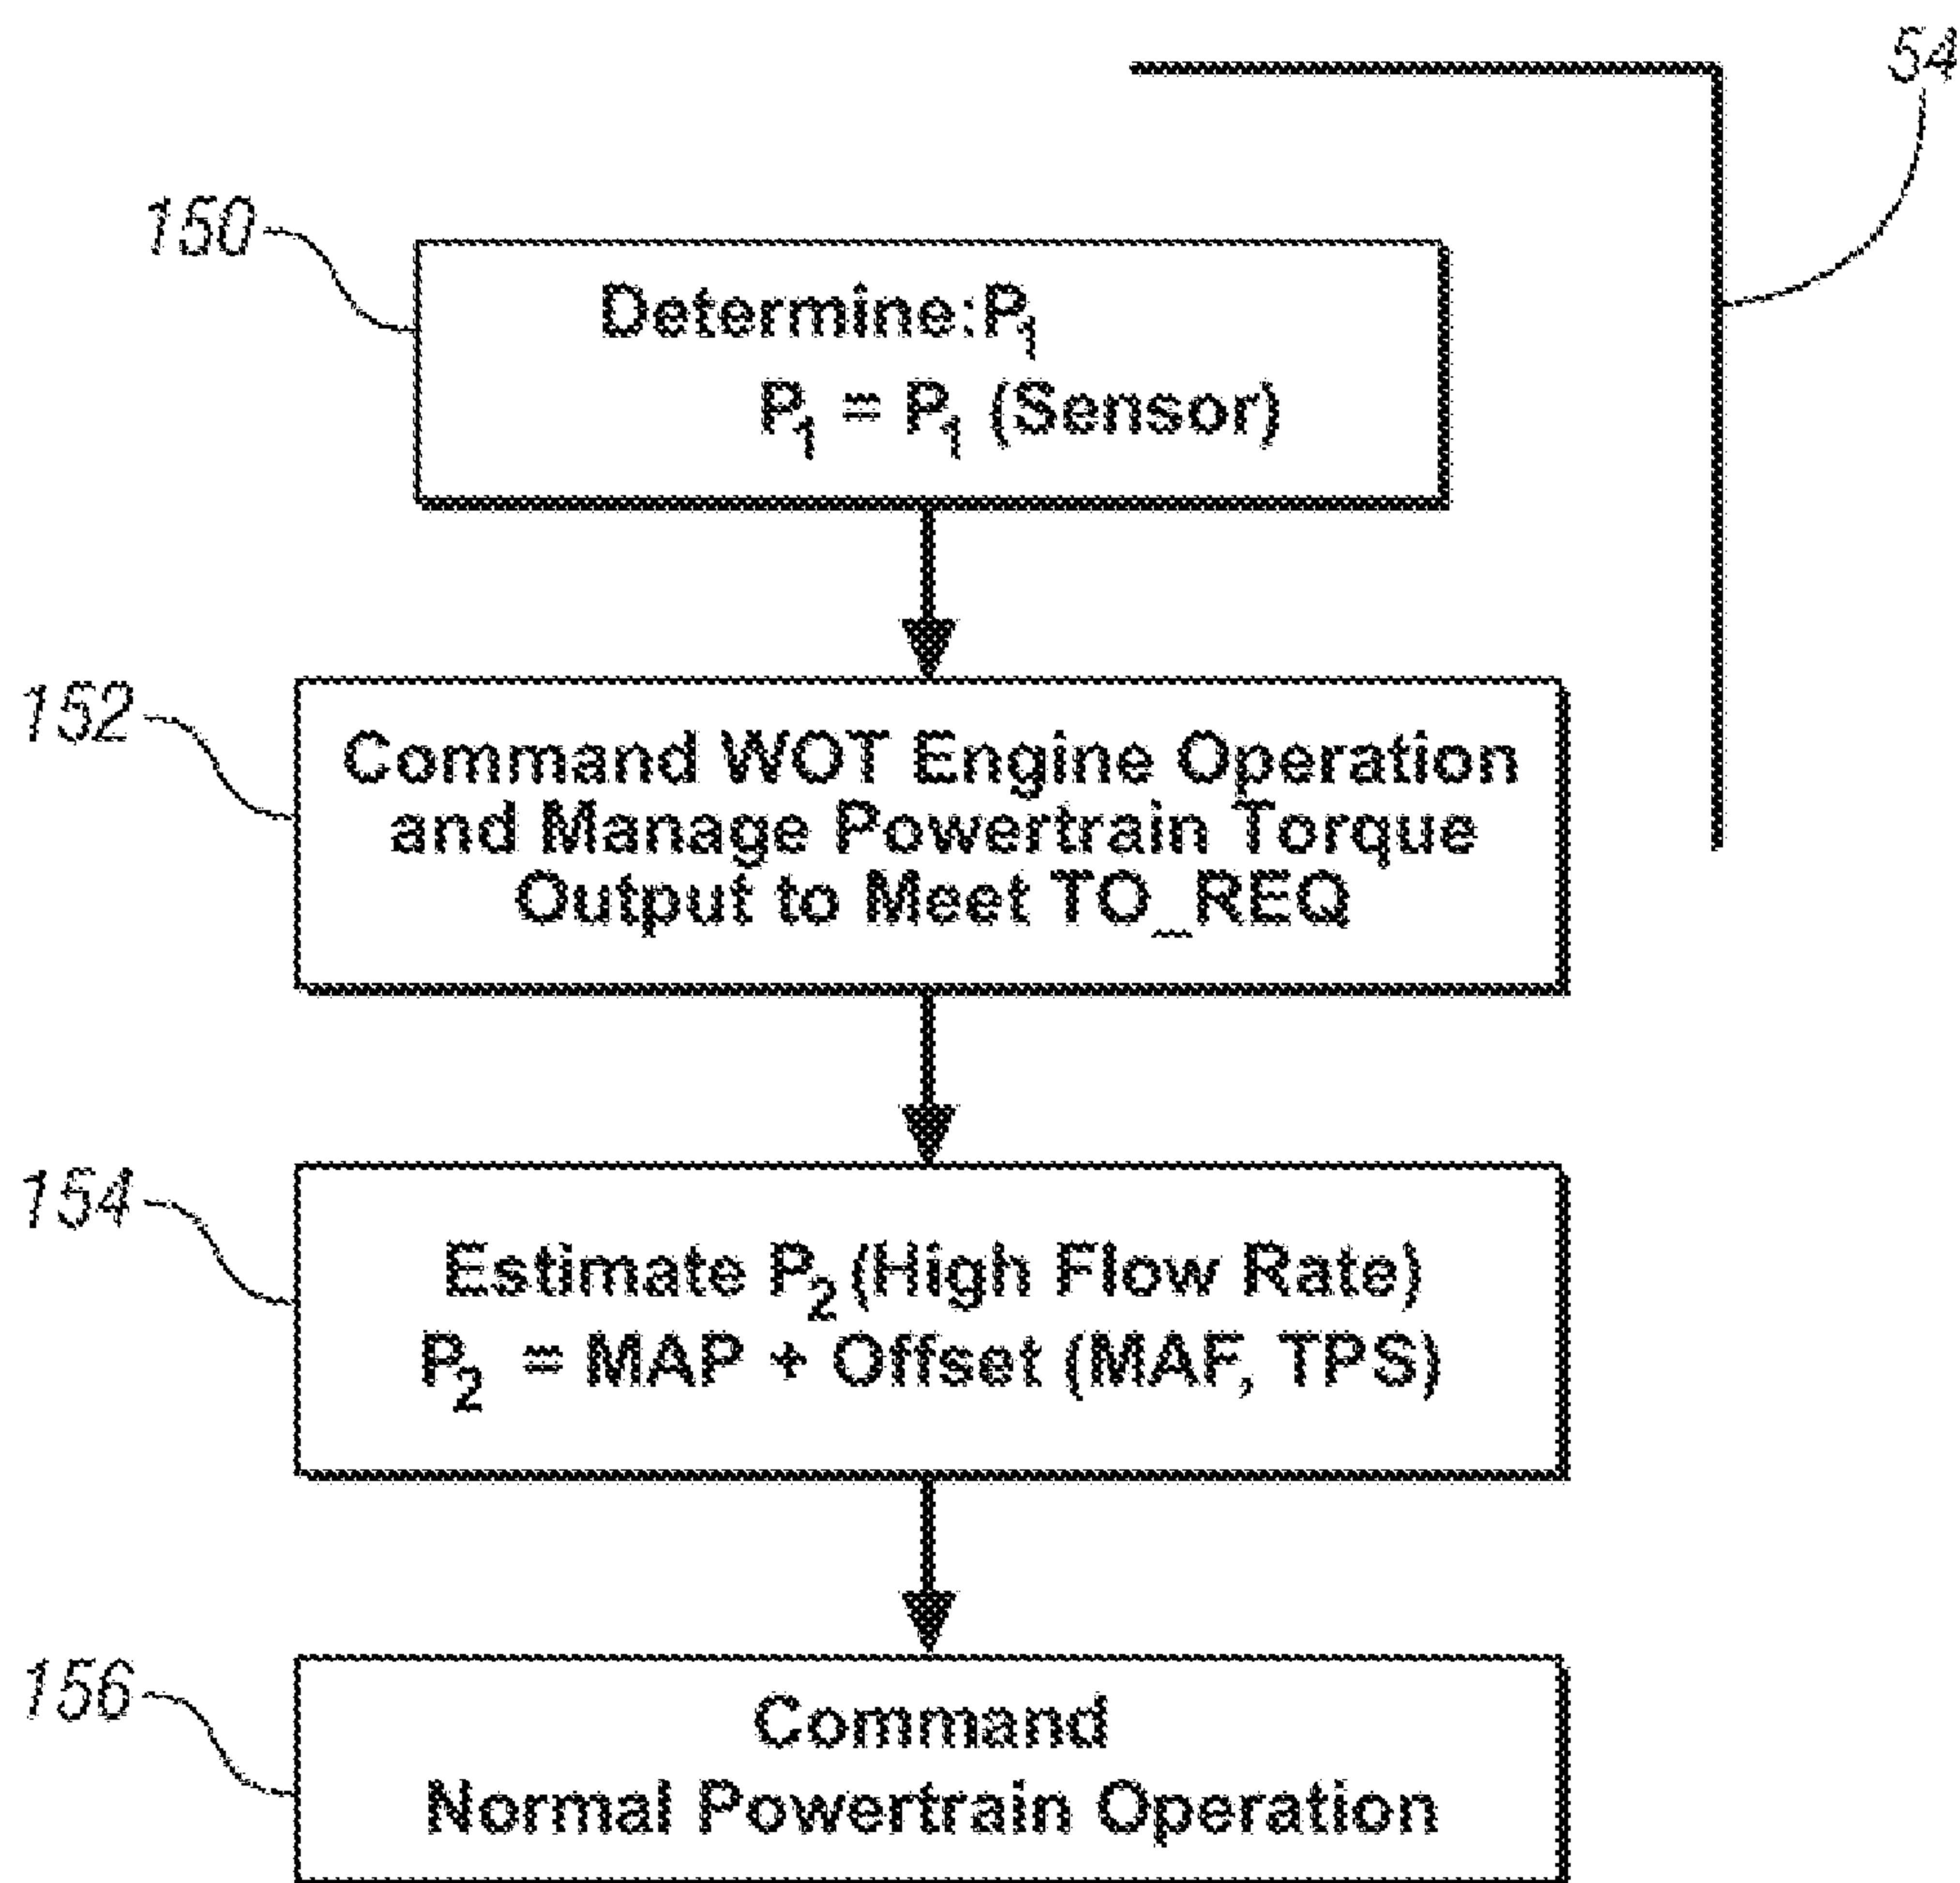 54
150
Determine:P1
P1 = P1 (Sensor)
152
Command WOT Engine Operation
and Manage Powertrain Torque
Output to Meet TO_REQ
154
Estimate P2 (High Flow Rate)
P2 = MAP + Offset (MAF, TPS)
156
Command
Normal Powertrain Operation